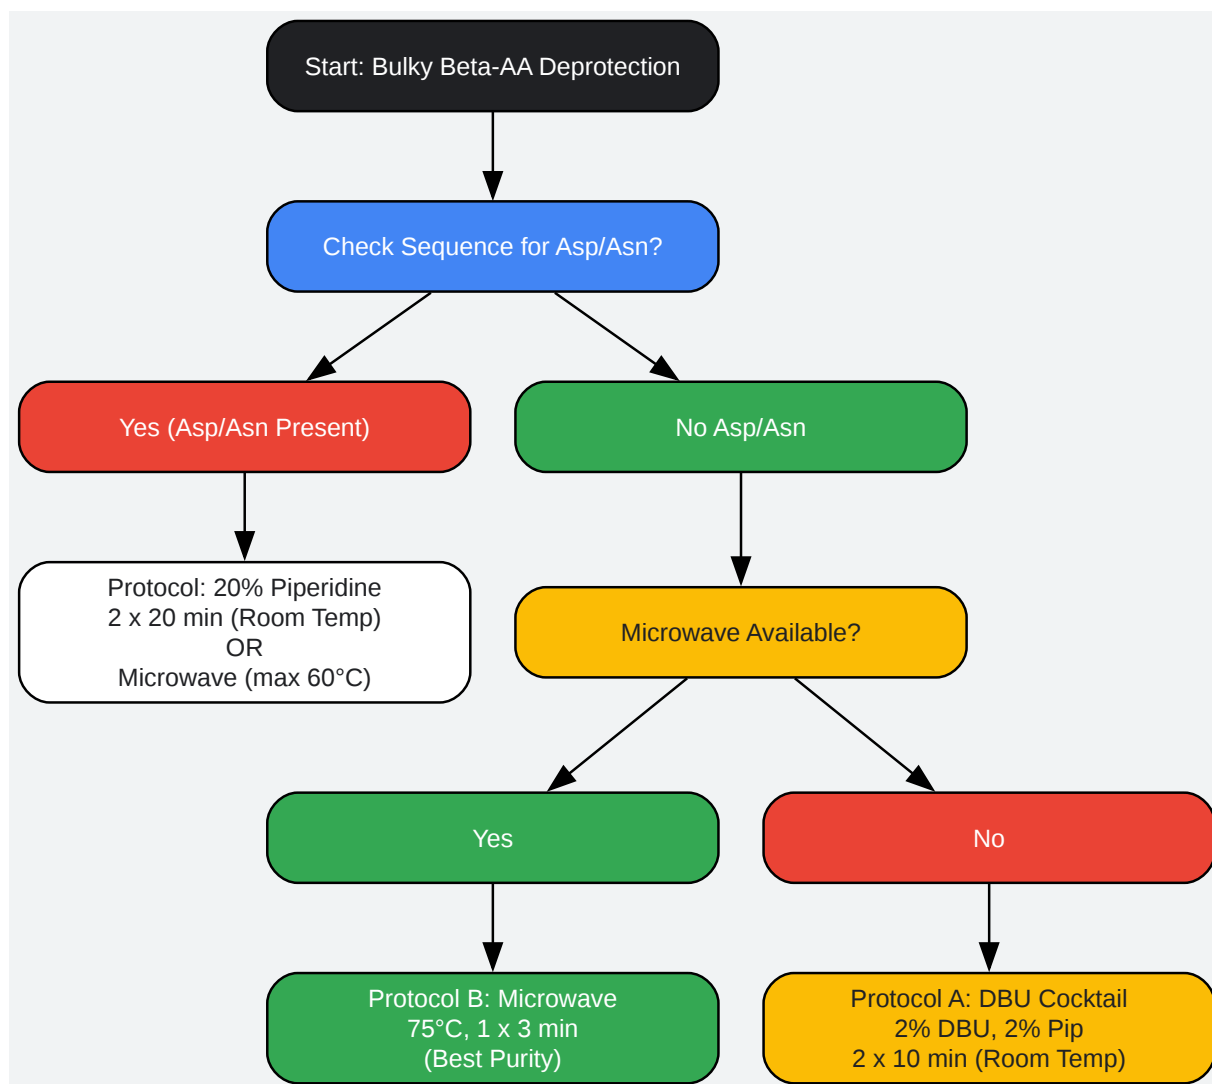 Start: Bulky Beta-AA Deprotection
Check Sequence for Asp/Asn?
Yes (Asp/Asn Present)
No Asp/Asn
Protocol: 20% Piperidine
2 x 20 min (Room Temp)
OR
Microwave (max 60°C)
Microwave Available?
Yes
No
Protocol B: Microwave
75°C, 1 x 3 min
(Best Purity)
Protocol A: DBU Cocktail
2% DBU, 2% Pip
2 x 10 min (Room Temp)